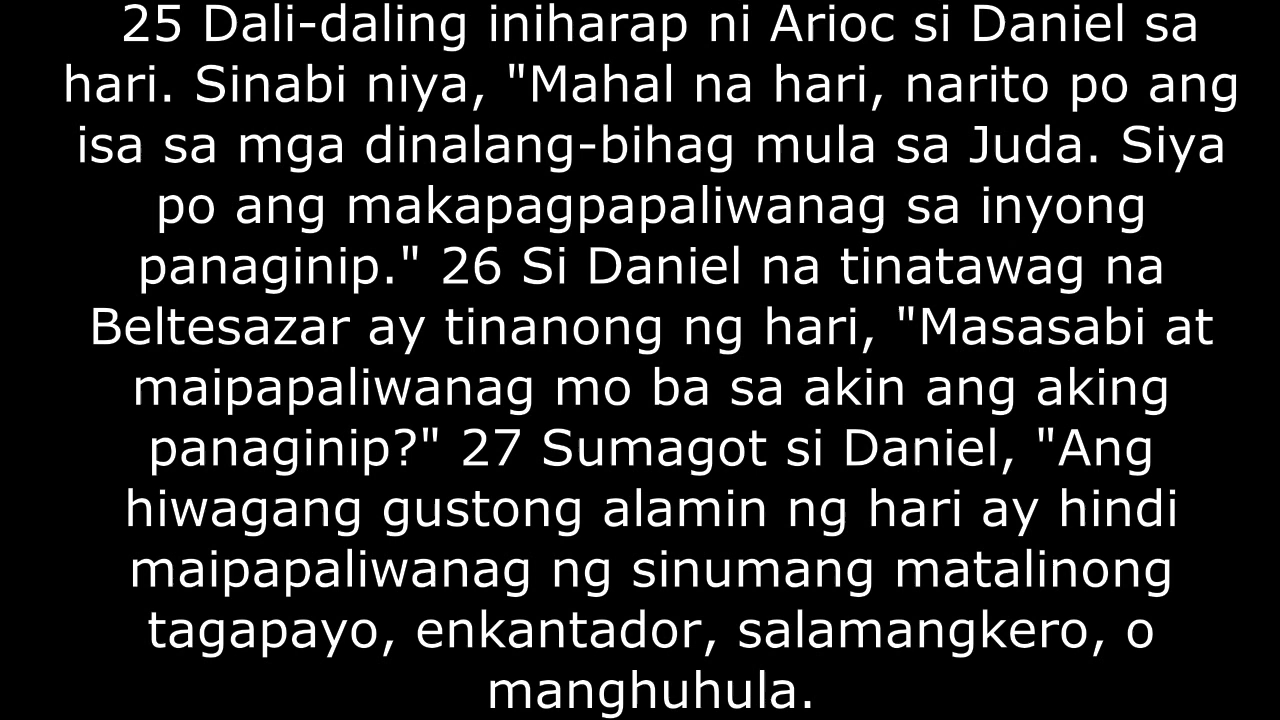 25 Dali-daling iniharap ni Arioc si Daniel sa
hari. Sinabi niya, "Mahal na hari, narito po ang
isa sa mga dinalang-bihag mula sa Juda. Siya
po ang makapagpapaliwanag sa inyong
panaginip." 26 Si Daniel na tinatawag na
Beltesazar ay tinanong ng hari, "Masasabi at
maipapaliwanag mo ba sa akin ang aking
panaginip?" 27 Sumagot si Daniel, "Ang
hiwagang gustong alamin ng hari ay hindi
maipapaliwanag ng sinumang matalinong
tagapayo, enkantador, salamangkero, o
manghuhula.